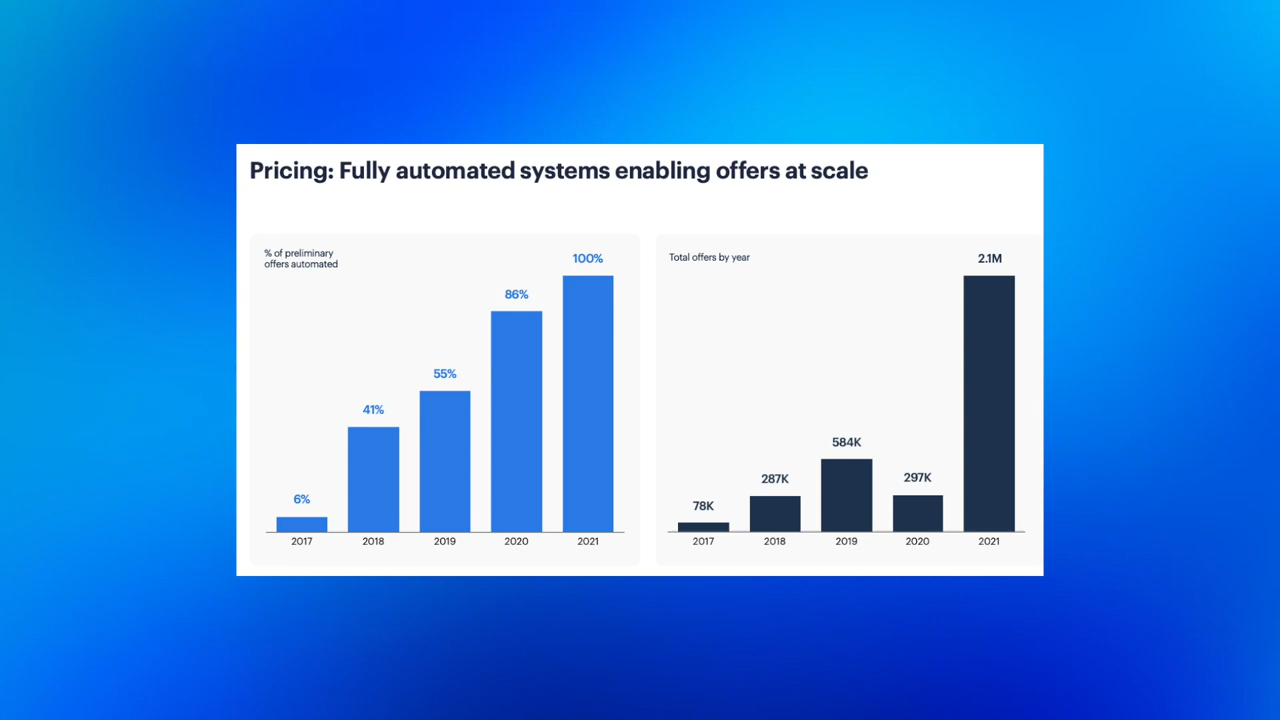 Pricing: Fully automated systems enabling offers at scale
% of preliminary
offers automated
6%
41%
55%
86%
100%
2017
2018
2019
2020
2021
Total offers by year
78K
287K
584K
297K
2.1M
2017
2018
2019
2020
2021